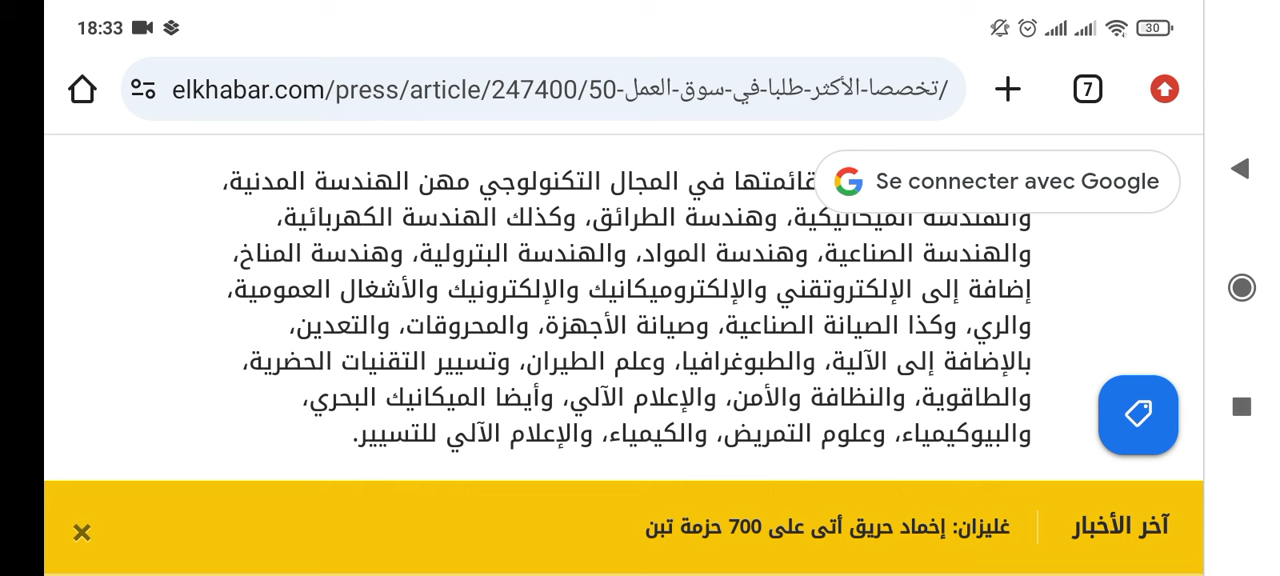 18:33
30
elkhabar.com/press/article/247400/50-تخصصا-الأكثر-طلبا-في-سوق-العمل/
7
Se connecter avec Google
قائمتها في المجال التكنولوجي مهن الهندسة المدنية،
والهندسة الميكانيكية، وهندسة الطرائق، وكذلك الهندسة الكهربائية،
والهندسة الصناعية، وهندسة المواد، والهندسة البترولية، وهندسة المناخ،
إضافة إلى الإلكتروتقني والإلكتروميكانيك والإلكترونيك والأشغال العمومية،
والري، وكذا الصيانة الصناعية، وصيانة الأجهزة، والمحروقات، والتعدين،
بالإضافة إلى الآلية، والطبوغرافيا، وعلم الطيران، وتسيير التقنيات الحضرية،
والطاقوية، والنظافة والأمن، والإعلام الآلي، وأيضا الميكانيك البحري،
والبيوكيمياء، وعلوم التمريض، والكيمياء، والإعلام الآلي للتسيير.
آخر الأخبار
غليزان: إخماد حريق أتى على 700 حزمة تبن